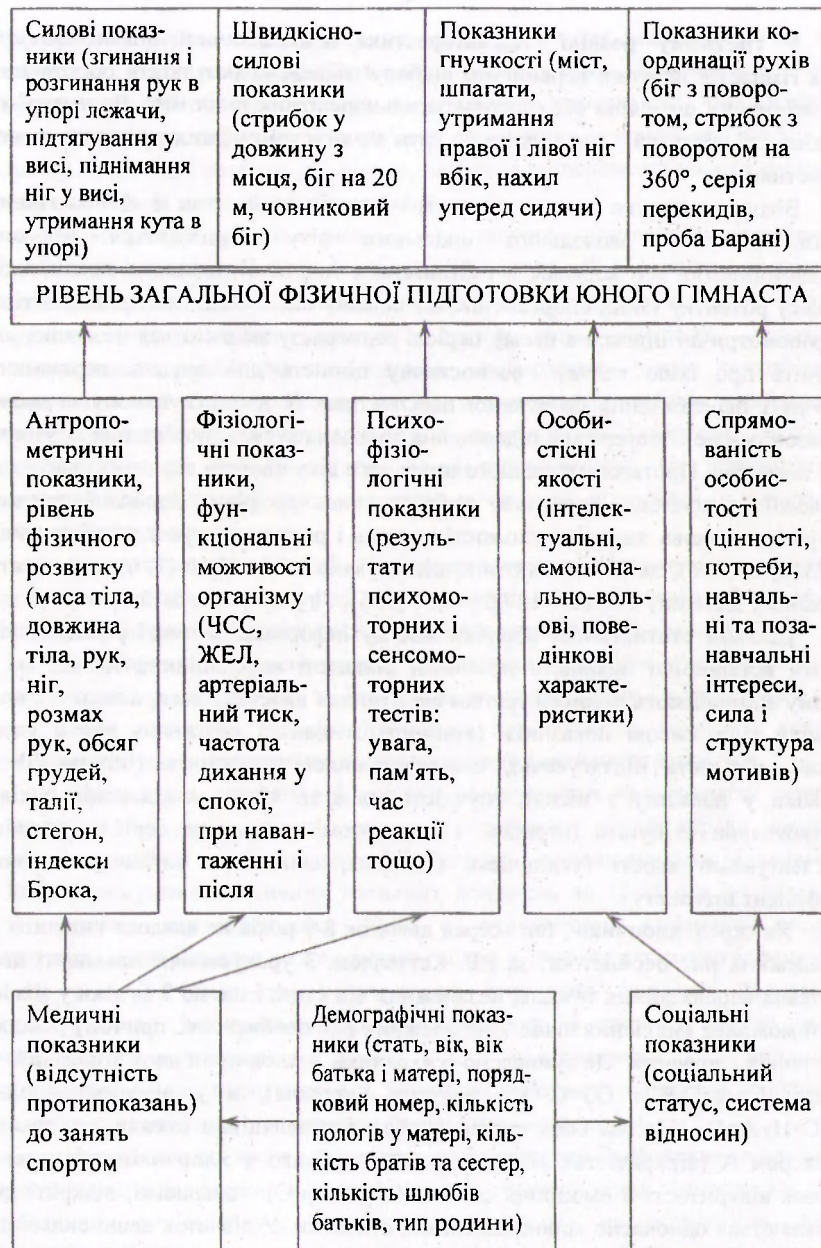 Силові показ-
ники (згинання і
розгинання рук в
упорі лежачи,
підтягування у
висі, піднімання
ніг у висі,
утримання кута в
упорі)
Швидкісно-
силові
показники
(стрибок у
довжину з
місця, біг на 20
м, човниковий
біг)
Показники
гнучкості (міст,
шпагати,
утримання
правої і лівої ніг
вбік, нахил
уперед сидячи)
Показники ко-
ординації рухів
(біг з поворо-
том, стрибок з
поворотом на
360°, серія
перекидів,
проба Барані)
РІВЕНЬ ЗАГАЛЬНОЇ ФІЗИЧНОЇ ПІДГОТОВКИ ЮНОГО ГІМНАСТА
Антропо-
метричні
показники,
рівень
фізичного
розвитку
(маса тіла,
довжина
тіла, рук,
ніг,
розмах
рук, обсяг
грудей,
талії,
стегон,
індекси
Брока,
Фізіологі-
чні показ-
ники,
фун-
кціональні
можливості
організму
(ЧСС,
ЖЕЛ,
артеріаль-
ний тиск,
частота
дихання у
спокої,
при наван-
таженні і
після
Психо-
фізіо-
логічні
показники
(резуль-
тати
психомо-
торних і
сенсомо-
торних
тестів:
увага,
пам'ять,
час
реакції
тощо)
Особи-
стісні
якості
(інтелек-
туальні,
емоціона-
льно-воль-
ові, пове-
дінкові
характе-
ристики)
Спрямо-
ваність
особис-
тості
(цінності,
потреби,
навчаль-
ні та поза-
навчальні
інтереси,
сила і
структура
мотивів)
Медичні
показники
(відсутність
протипоказань)
до занять
спортом
Демографічні показ-
ники (стать, вік, вік
батька і матері, поряд-
ковий номер, кількість
пологів у матері, кіль-
кість братів та сестер,
кількість шлюбів
батьків, тип родини)
Соціальні
показники
(соціальний
статус, система
відносин)